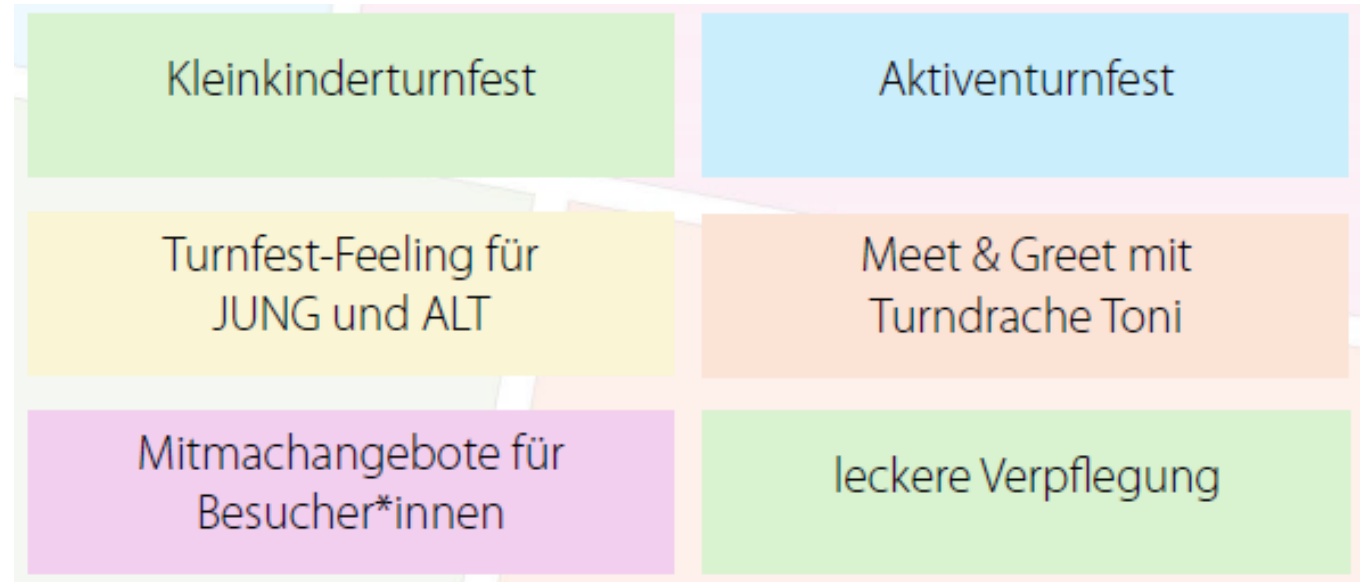 Kleinkinderturnfest
Aktiventurnfest
Turnfest-Feeling für
JUNG und ALT
Meet & Greet mit
Turndrache Toni
Mitmachangebote für
Besucher*innen
leckere Verpflegung